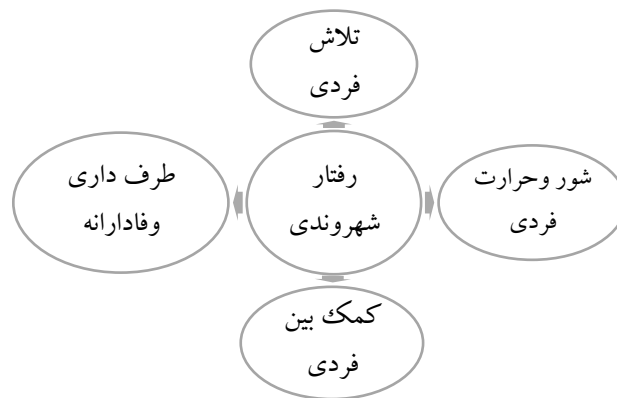 تلاش
فردی
شور وحرارت
فردی
رفتار
شهروندی
طرف داری
وفادارانه
کمک بین
فردی